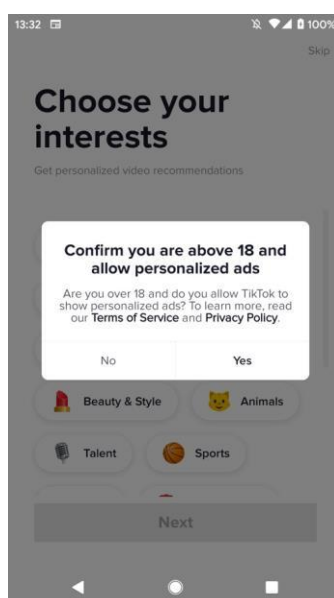 13:32
100%
Skip
Choose your
interests
Get personalized video recommendations
Confirm you are above 18 and
allow personalized ads
Are you over 18 and do you allow TikTok to
show personalized ads? To learn more, read
our Terms of Service and Privacy Policy.
No Yes
Beauty & Style Animals
Talent Sports
Next